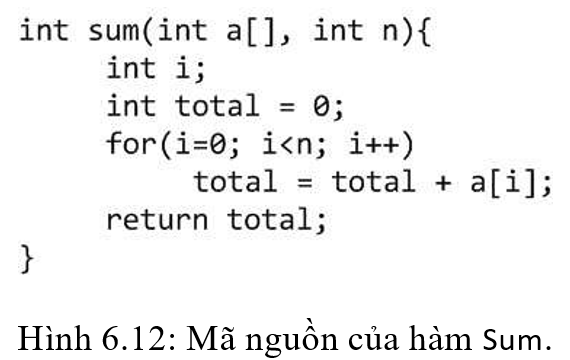 int sum(int a[], int n){
int i;
int total = 0;
for(i=0; i<n; i++)
total = total + a[i];
return total;
}
Hình 6.12: Mã nguồn của hàm Sum.